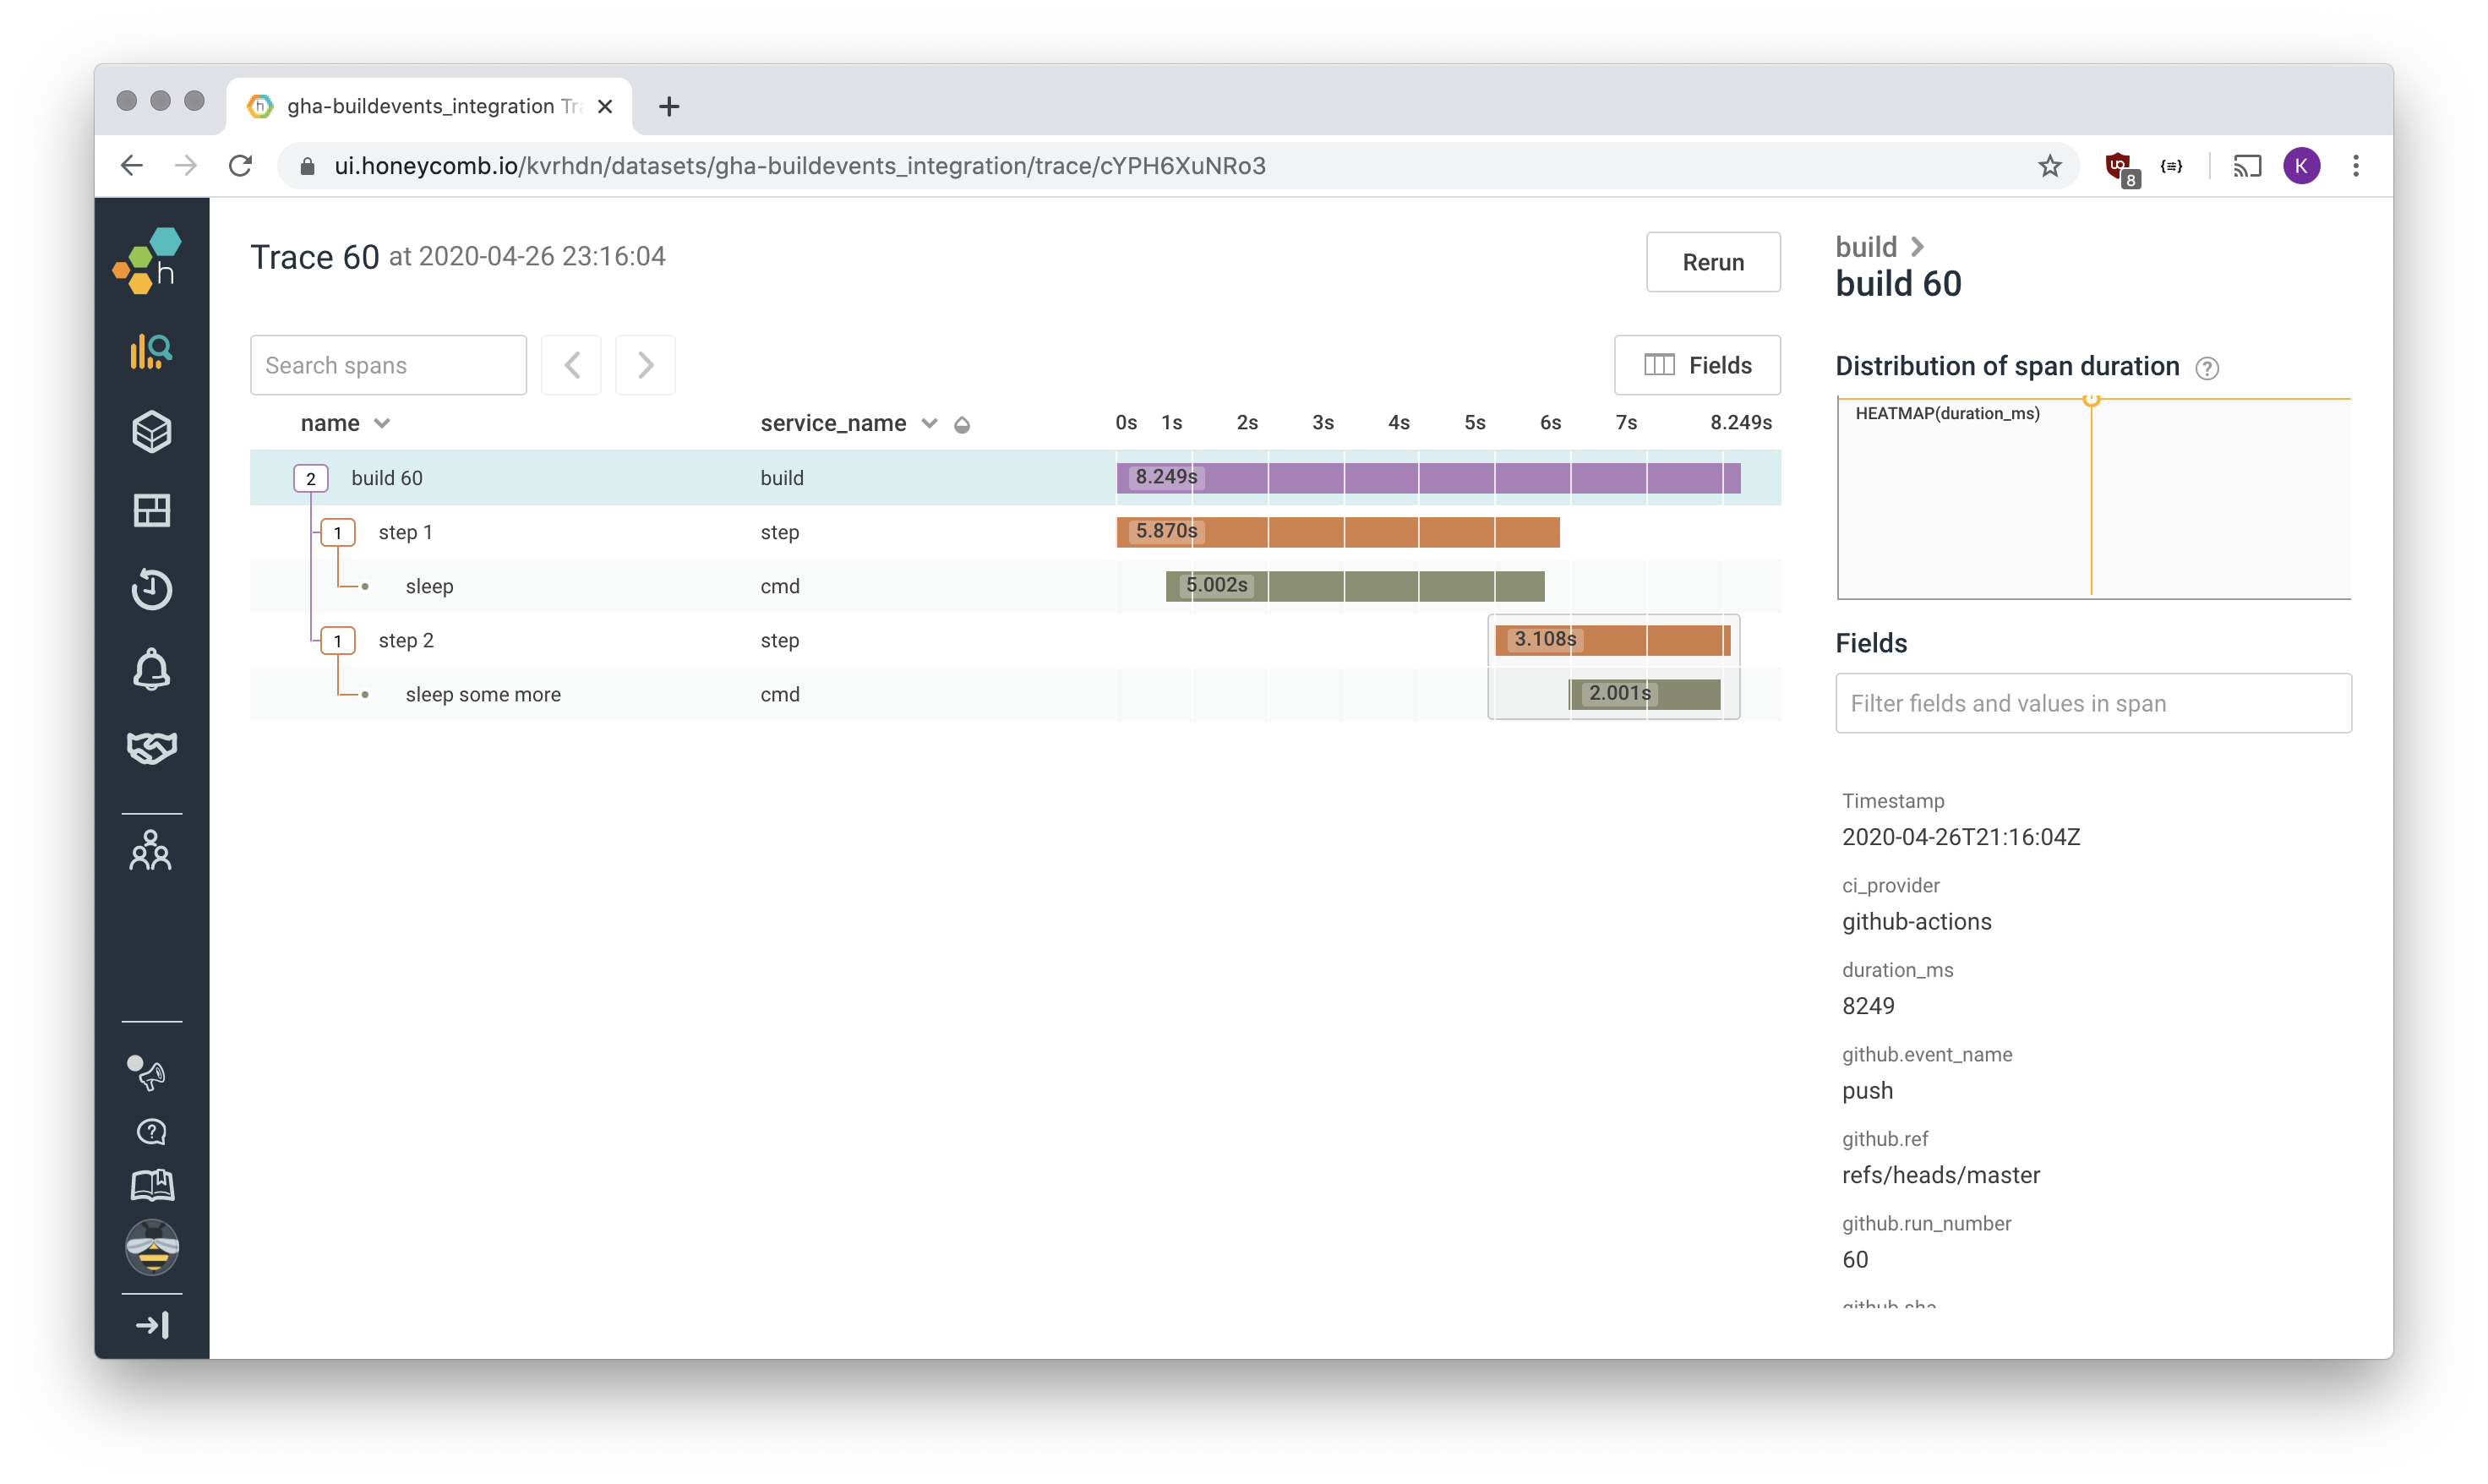 gha-buildevents_integration Tra
ui.honeycomb.io/kvrhdn/datasets/gha-buildevents_integration/trace/cYPH6XuNRo3
8
K
h
Trace 60 at 2020-04-26 23:16:04
Rerun
Search spans
Fields
name
service_name
0s 1s 2s 3s 4s 5s 6s 7s 8.249s
2 build 60 build 8.249s
1 step 1 step 5.870s
sleep cmd 5.002s
1 step 2 step 3.108s
sleep some more cmd 2.001s
build
build 60
Distribution of span duration ?
HEATMAP(duration_ms)
Fields
Filter fields and values in span
Timestamp
2020-04-26T21:16:04Z
ci_provider
github-actions
duration_ms
8249
github.event_name
push
github.ref
refs/heads/master
github.run_number
60
github.sha